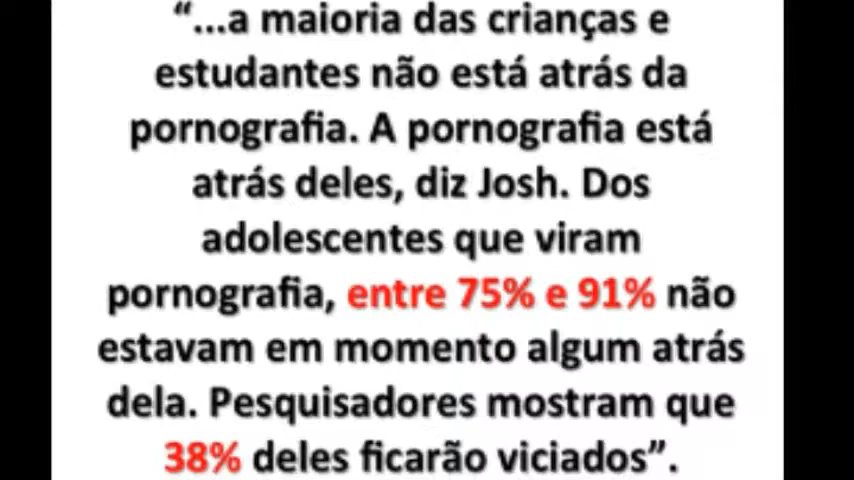 “...a maioria das crianças e
estudantes não está atrás da
pornografia. A pornografia está
atrás deles, diz Josh. Dos
adolescentes que viram
pornografia, entre 75% e 91% não
estavam em momento algum atrás
dela. Pesquisadores mostram que
38% deles ficarão viciados”.